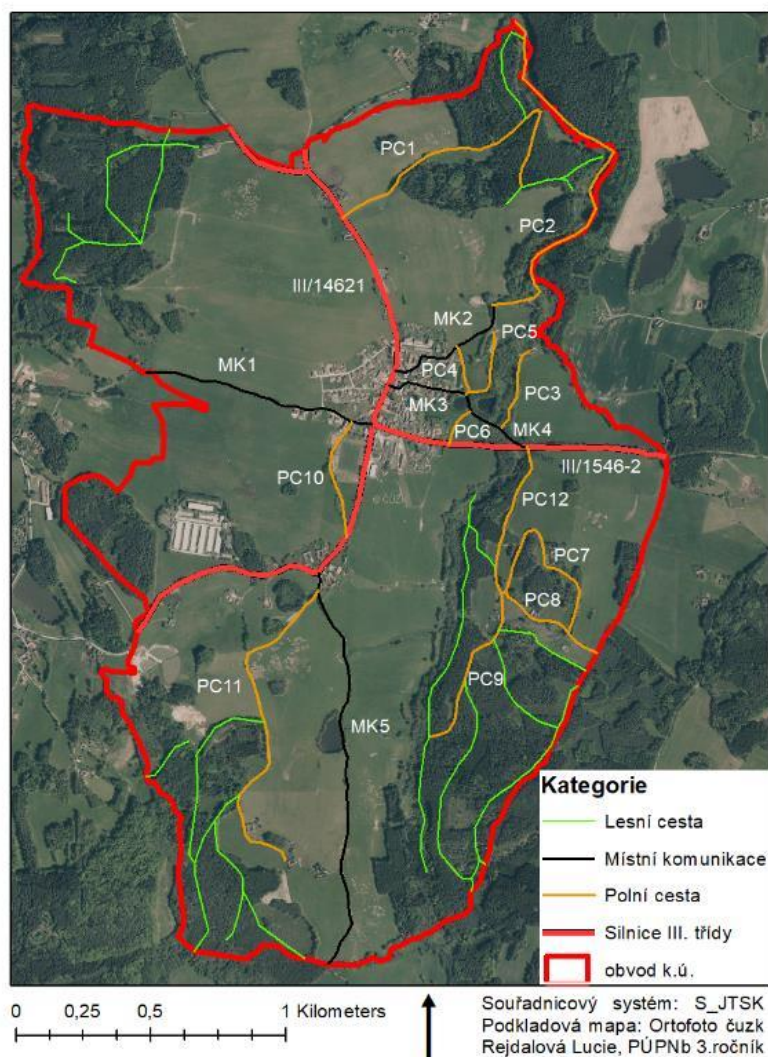 PC1
PC2
III/14621
MK2
PC5
MK1
PC4
PC3
MK3
PC6
MK4
III/1546-2
PC10
PC12
PC7
PC8
PC9
PC11
MK5
Kategorie
Lesní cesta
Místní komunikace
Polní cesta
Silnice III. třídy
obvod k.ú.
0 0,25 0,5 1 Kilometers
Souřadnicový systém: S_JTSK
Podkladová mapa: Ortofoto čuzk
Rejdalová Lucie, PÚPNb 3.ročník